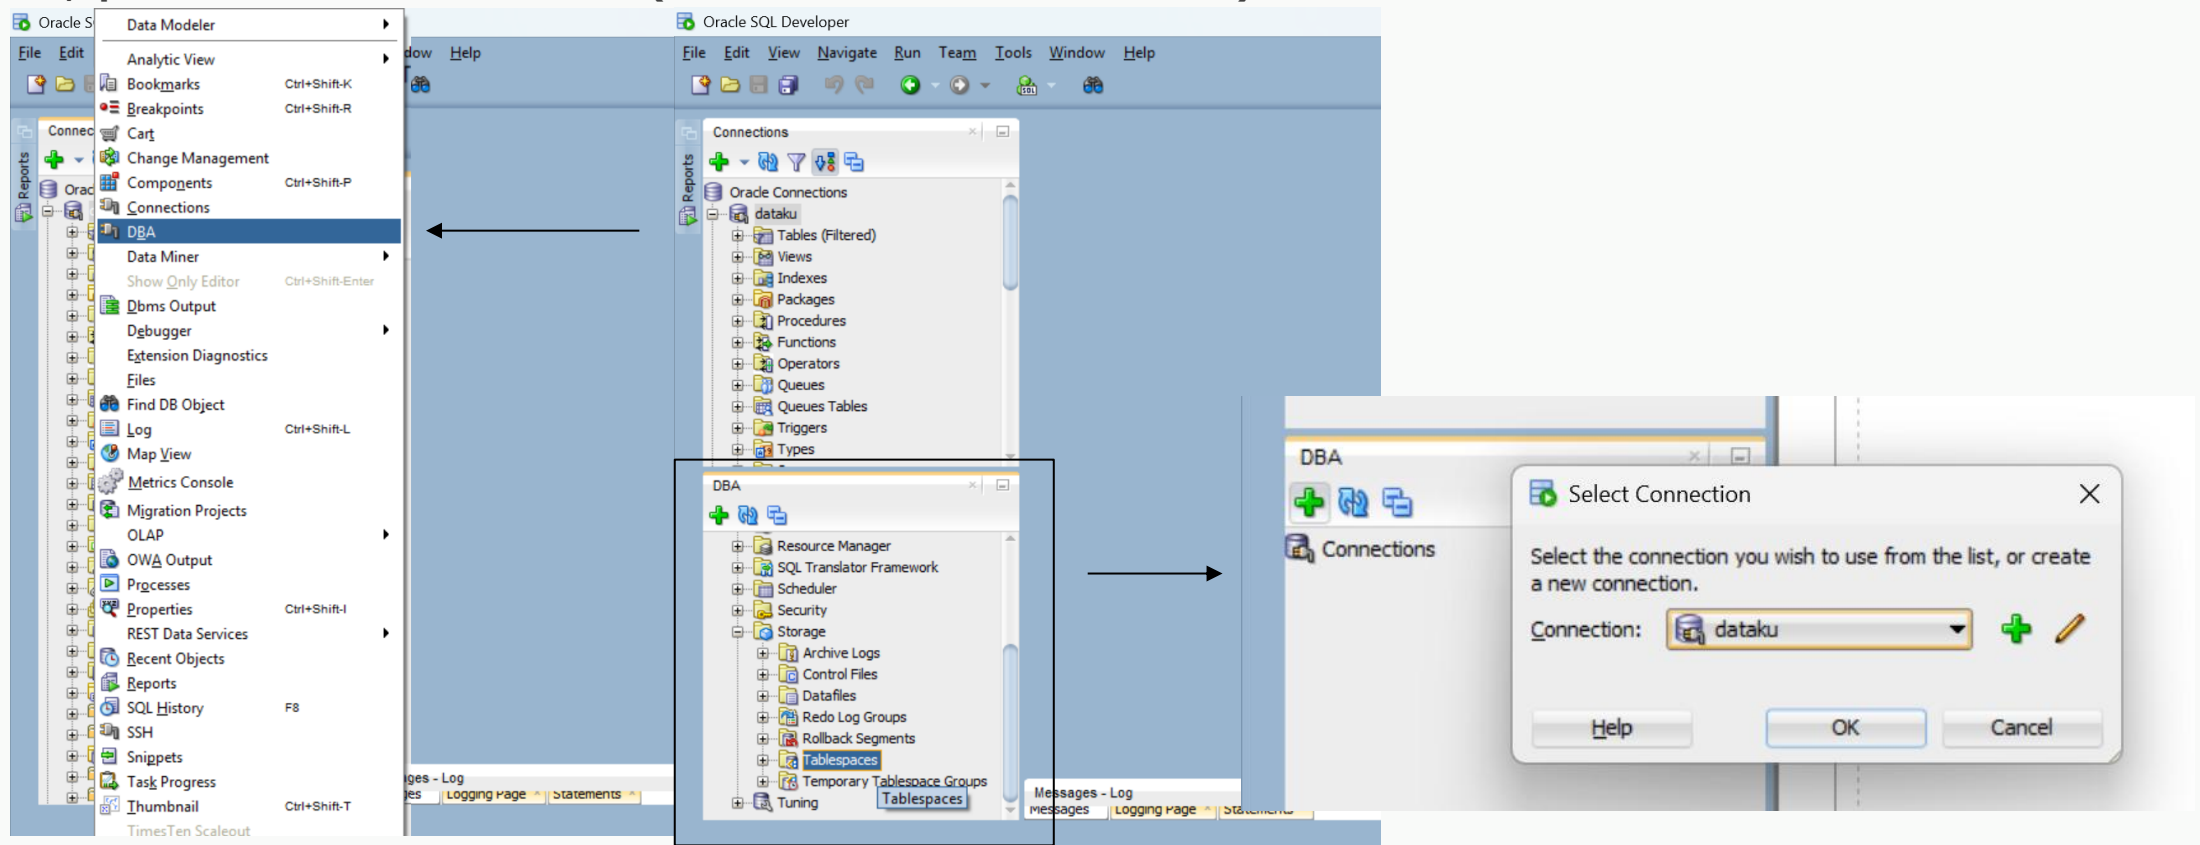 Oracle S
File Edit
dow Help
Data Modeler
Analytic View
Bookmarks Ctrl+Shift-K
Breakpoints Ctrl+Shift-R
Cart
Change Management
Components Ctrl+Shift-P
Connections
DBA
Data Miner
Show Only Editor Ctrl+Shift-Enter
Dbms Output
Debugger
Extension Diagnostics
Files
Find DB Object
Log Ctrl+Shift-L
Map View
Metrics Console
Migration Projects
OLAP
OWA Output
Processes
Properties Ctrl+Shift-I
REST Data Services
Recent Objects
Reports
SQL History F8
SSH
Snippets
Task Progress
Thumbnail Ctrl+Shift-T
TimesTen Scaleout
Connec
Reports
Orac
ges - Log
es Logging Page Statements
Oracle SQL Developer
File Edit View Navigate Run Team Tools Window Help
Reports
Connections
Oracle Connections
dataku
Tables (Filtered)
Views
Indexes
Packages
Procedures
Functions
Operators
Queues
Queues Tables
Triggers
Types
DBA
Resource Manager
SQL Translator Framework
Scheduler
Security
Storage
Archive Logs
Control Files
Datafiles
Redo Log Groups
Rollback Segments
Tablespaces
Temporary Tablespace Groups
Tuning
Tablespaces
Messages - Log
Messages Logging Page Statements
DBA
Connections
Select Connection
Select the connection you wish to use from the list, or create
a new connection.
Connection: dataku
Help OK Cancel